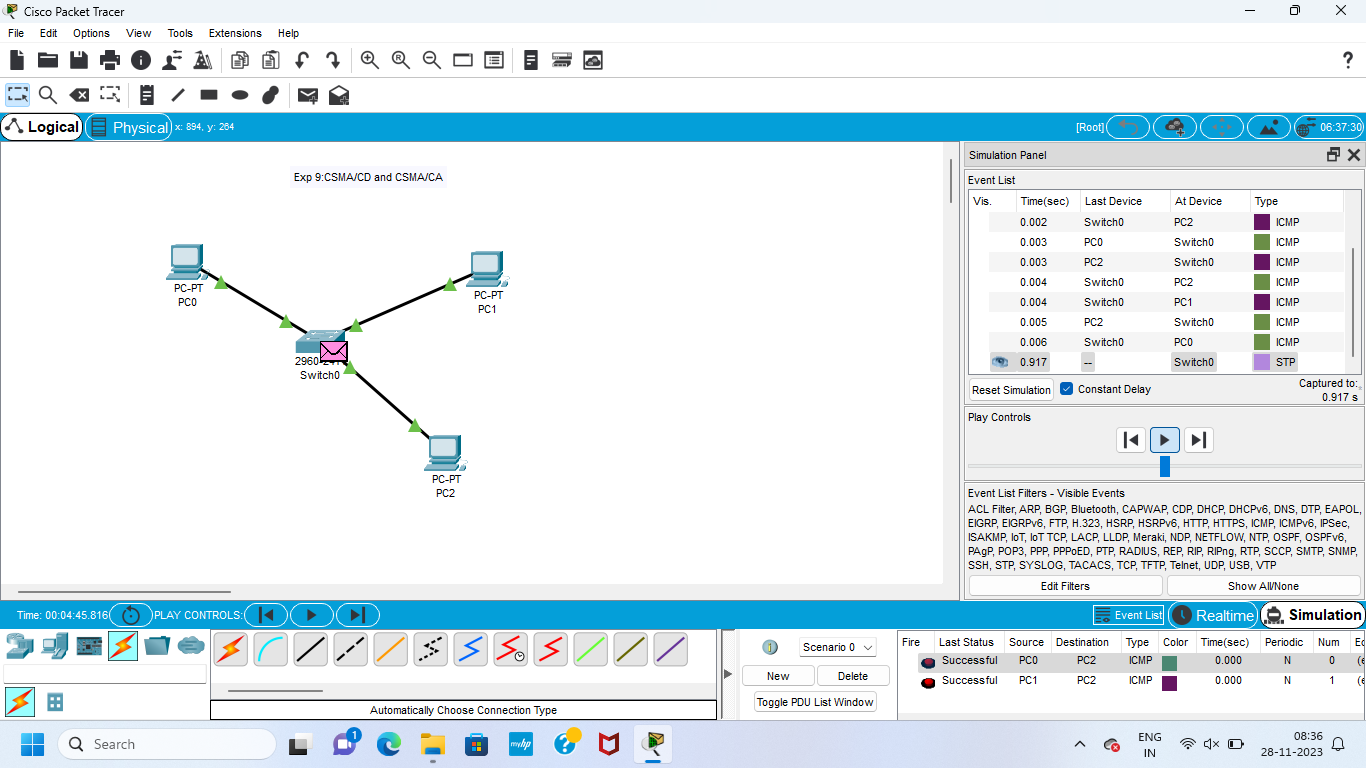 Cisco Packet Tracer
File Edit Options View Tools Extensions Help
Logical Physical x: 894, y: 264 [Root] 06:37:30
Exp 9:CSMA/CD and CSMA/CA
PC-PT
PC0
PC-PT
PC1
Switch0
PC-PT
PC2
Simulation Panel
Event List
Vis. Time(sec) Last Device At Device Type
0.002 Switch0 PC2 ICMP
0.003 PC0 Switch0 ICMP
0.003 PC2 Switch0 ICMP
0.004 Switch0 PC2 ICMP
0.004 Switch0 PC1 ICMP
0.005 PC2 Switch0 ICMP
0.006 Switch0 PC0 ICMP
0.917 -- Switch0 STP
Reset Simulation Constant Delay Captured to:
0.917 s
Play Controls
Event List Filters - Visible Events
ACL Filter, ARP, BGP, Bluetooth, CAPWAP, CDP, DHCP, DHCPv6, DNS, DTP, EAPOL,
EIGRP, EIGRPv6, FTP, H.323, HSRP, HSRPv6, HTTP, HTTPS, ICMP, ICMPv6, IPSec,
ISAKMP, IoT, IoT TCP, LACP, LLDP, Meraki, NDP, NETFLOW, NTP, OSPF, OSPFv6,
PAgP, POP3, PPP, PPPoED, PTP, RADIUS, REP, RIP, RIPng, RTP, SCCP, SMTP, SNMP,
SSH, STP, SYSLOG, TACACS, TCP, TFTP, Telnet, UDP, USB, VTP
Edit Filters Show All/None
Time: 00:04:45.816 PLAY CONTROLS: Event List Realtime Simulation
Automatically Choose Connection Type
Scenario 0
New Delete
Toggle PDU List Window
Fire Last Status Source Destination Type Color Time(sec) Periodic Num
Successful PC0 PC2 ICMP 0.000 N 0
Successful PC1 PC2 ICMP 0.000 N 1
Search
1
myhp
ENG
IN
08:36
28-11-2023